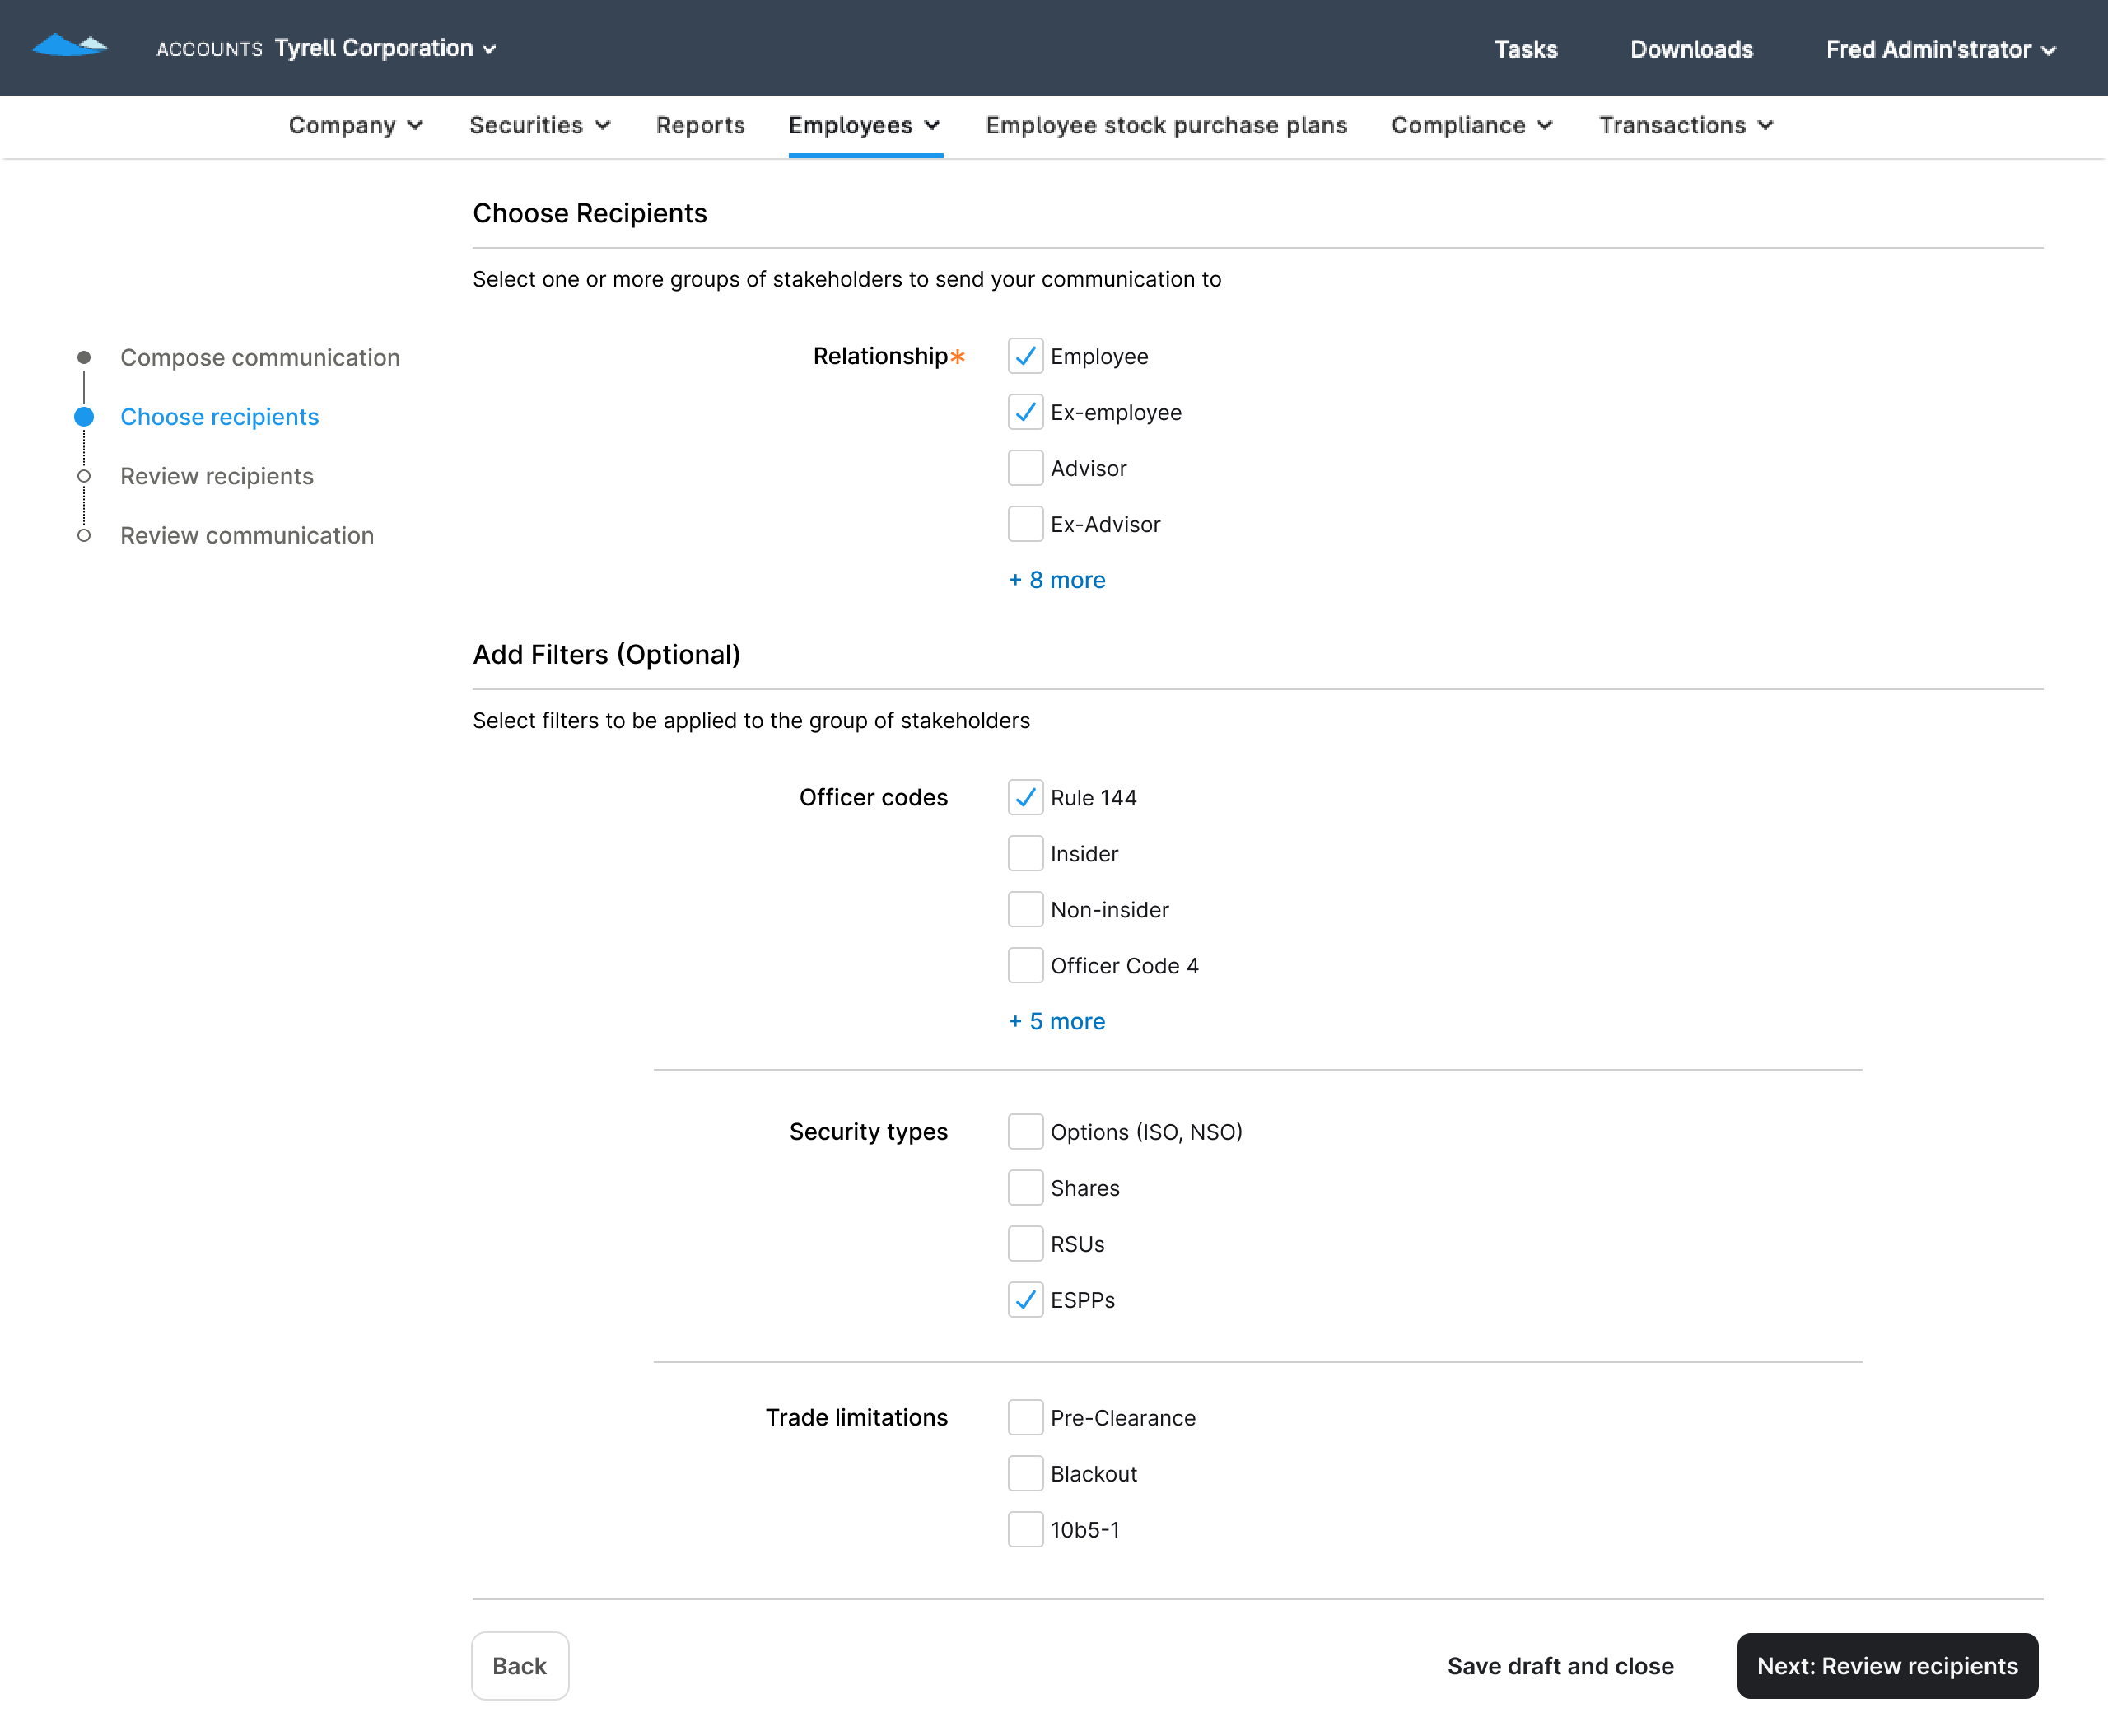 ACCOUNTS Tyrell Corporation
Tasks
Downloads
Fred Admin'strator
Company
Securities
Reports
Employees
Employee stock purchase plans
Compliance
Transactions
Compose communication
Choose recipients
Review recipients
Review communication
Choose Recipients
Select one or more groups of stakeholders to send your communication to
Relationship*
Employee
Ex-employee
Advisor
Ex-Advisor
+ 8 more
Add Filters (Optional)
Select filters to be applied to the group of stakeholders
Officer codes
Rule 144
Insider
Non-insider
Officer Code 4
+ 5 more
Security types
Options (ISO, NSO)
Shares
RSUs
ESPPs
Trade limitations
Pre-Clearance
Blackout
10b5-1
Back
Save draft and close
Next: Review recipients